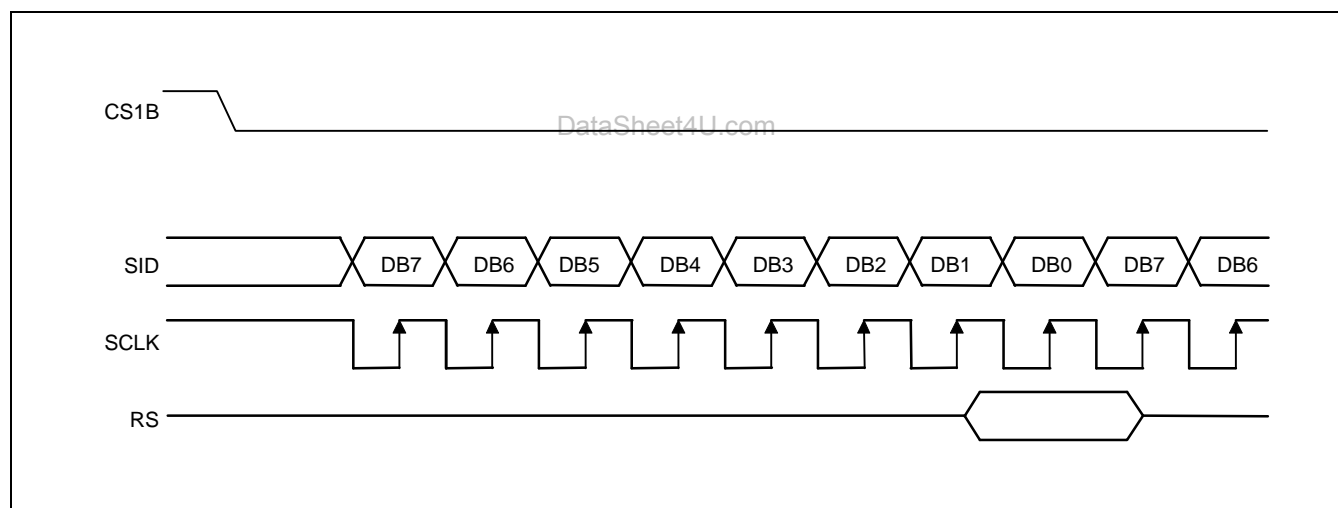 CS1B
DataSheet4U.com
SID DB7 DB6 DB5 DB4 DB3 DB2 DB1 DB0 DB7 DB6
SCLK
RS